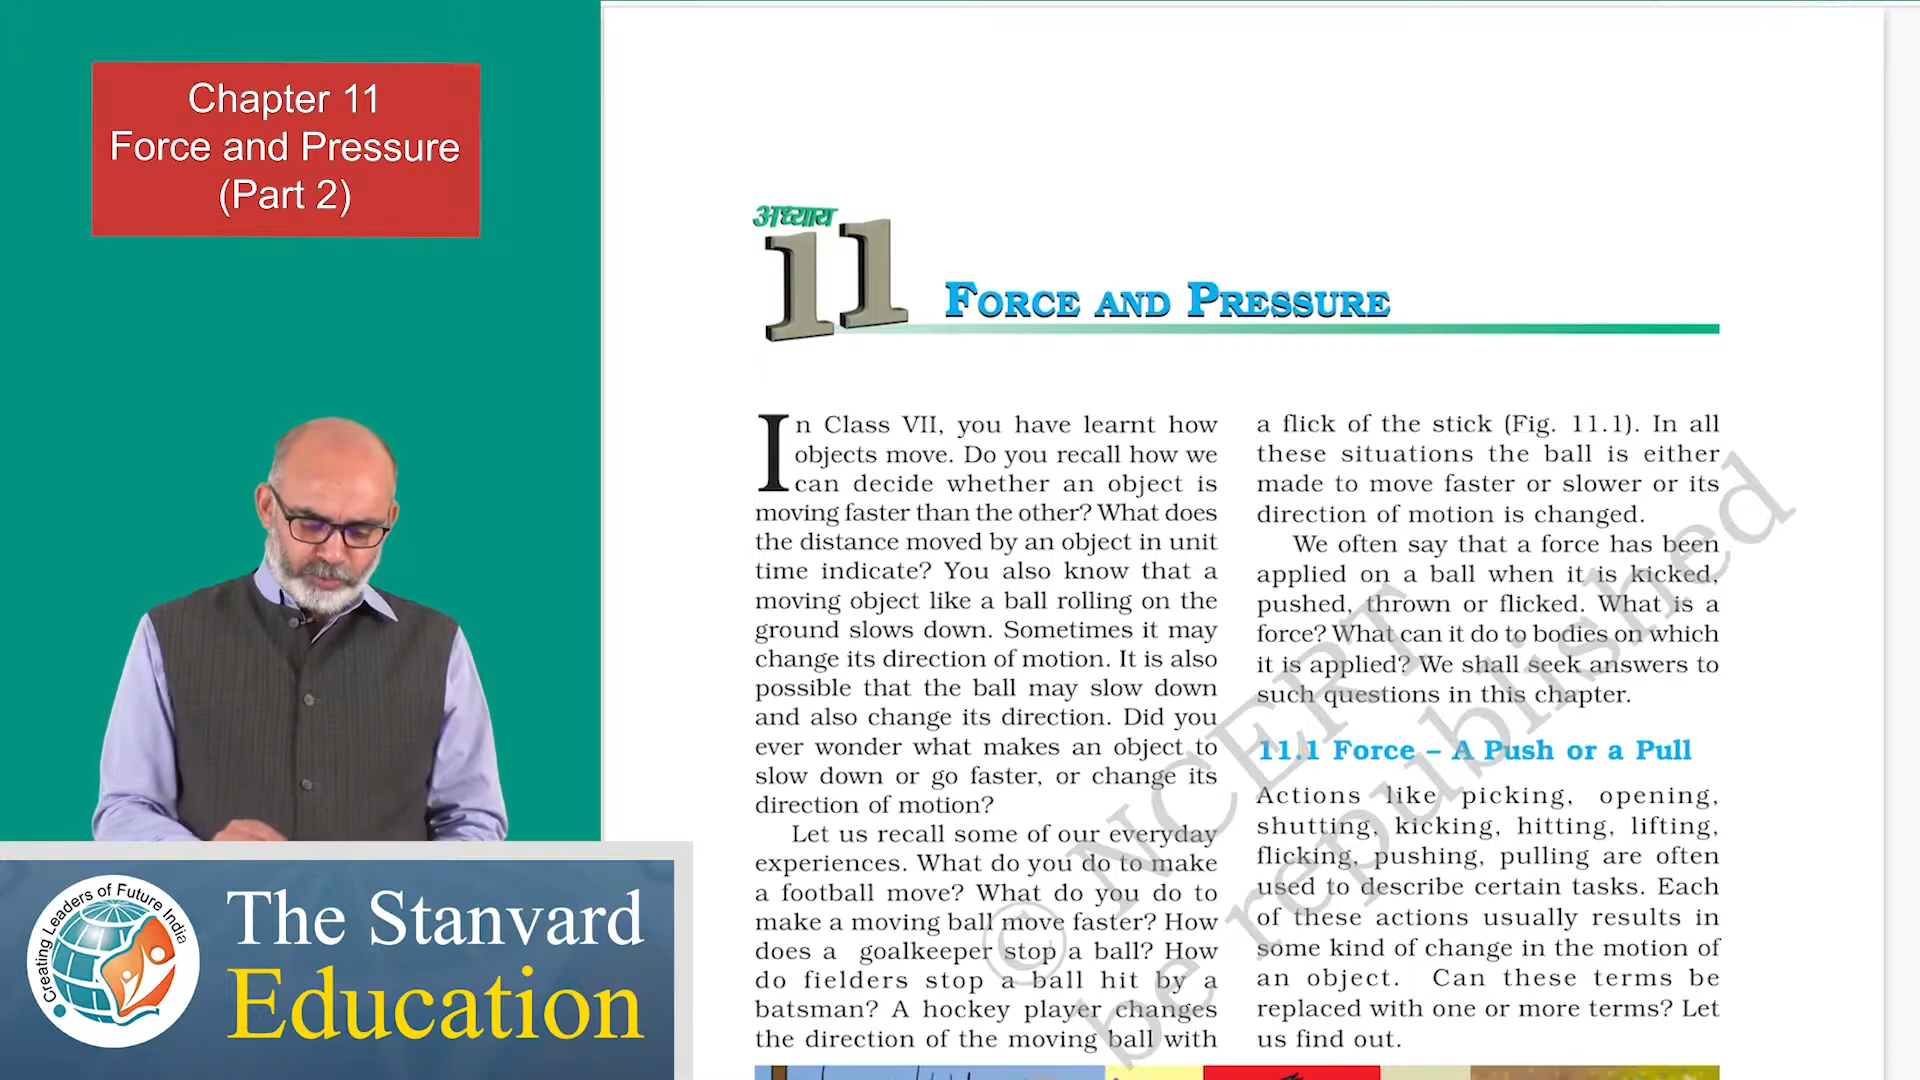 Chapter 11
Force and Pressure
(Part 2)
अध्याय
11
FORCE AND PRESSURE
In Class VII, you have learnt how
objects move. Do you recall how we
can decide whether an object is
moving faster than the other? What does
the distance moved by an object in unit
time indicate? You also know that a
moving object like a ball rolling on the
ground slows down. Sometimes it may
change its direction of motion. It is also
possible that the ball may slow down
and also change its direction. Did you
ever wonder what makes an object to
slow down or go faster, or change its
direction of motion?
Let us recall some of our everyday
experiences. What do you do to make
a football move? What do you do to
make a moving ball move faster? How
does a goalkeeper stop a ball? How
do fielders stop a ball hit by a
batsman? A hockey player changes
the direction of the moving ball with
a flick of the stick (Fig. 11.1). In all
these situations the ball is either
made to move faster or slower or its
direction of motion is changed.
We often say that a force has been
applied on a ball when it is kicked,
pushed, thrown or flicked. What is a
force? What can it do to bodies on which
it is applied? We shall seek answers to
such questions in this chapter.
11.1 Force – A Push or a Pull
Actions like picking, opening,
shutting, kicking, hitting, lifting,
flicking, pushing, pulling are often
used to describe certain tasks. Each
of these actions usually results in
some kind of change in the motion of
an object. Can these terms be
replaced with one or more terms? Let
us find out.
© NCERT
be republished
Creating Leaders of Future India
The Stanvard
Education